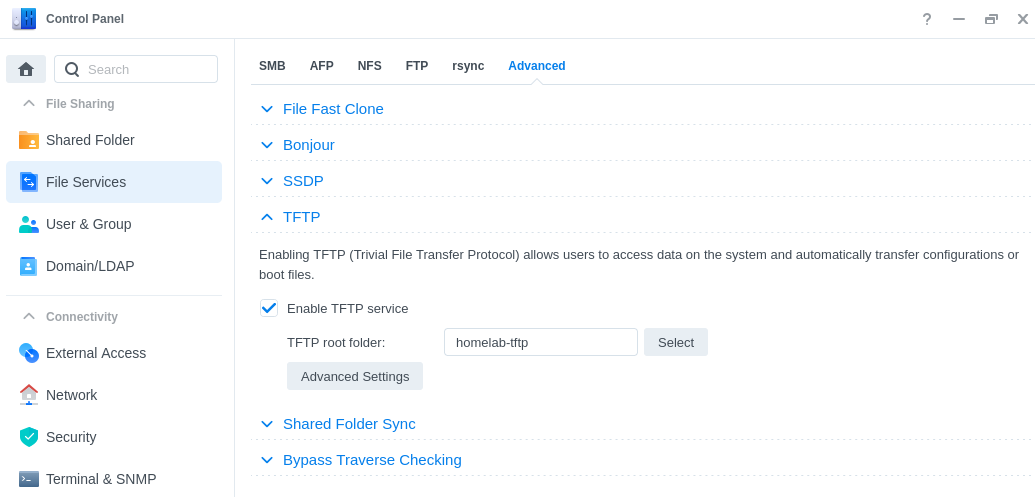 Control Panel
Search
File Sharing
Shared Folder
File Services
User & Group
Domain/LDAP
Connectivity
External Access
Network
Security
Terminal & SNMP
SMB AFP NFS FTP rsync Advanced
File Fast Clone
Bonjour
SSDP
TFTP
Enabling TFTP (Trivial File Transfer Protocol) allows users to access data on the system and automatically transfer configurations or
boot files.
Enable TFTP service
TFTP root folder: homelab-tftp Select
Advanced Settings
Shared Folder Sync
Bypass Traverse Checking